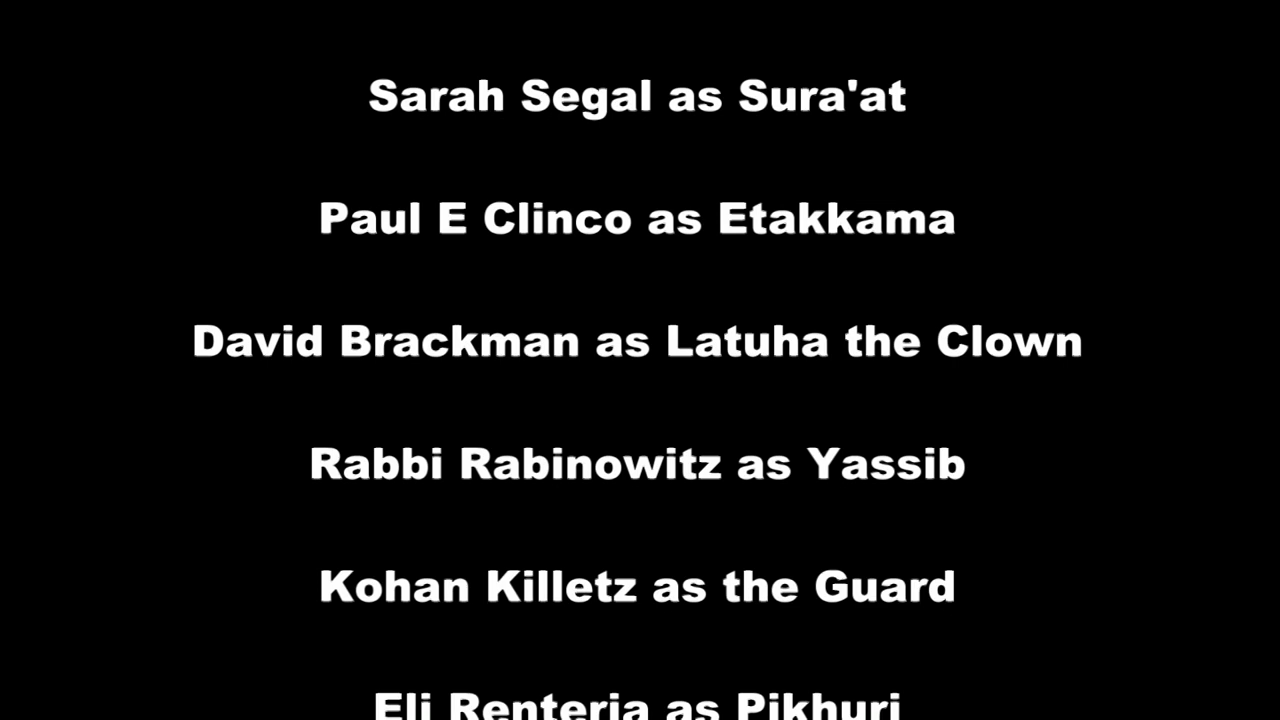 Sarah Segal as Sura'at
Paul E Clinco as Etakkama
David Brackman as Latuha the Clown
Rabbi Rabinowitz as Yassib
Kohan Killetz as the Guard
Eli Renteria as Pikhuri